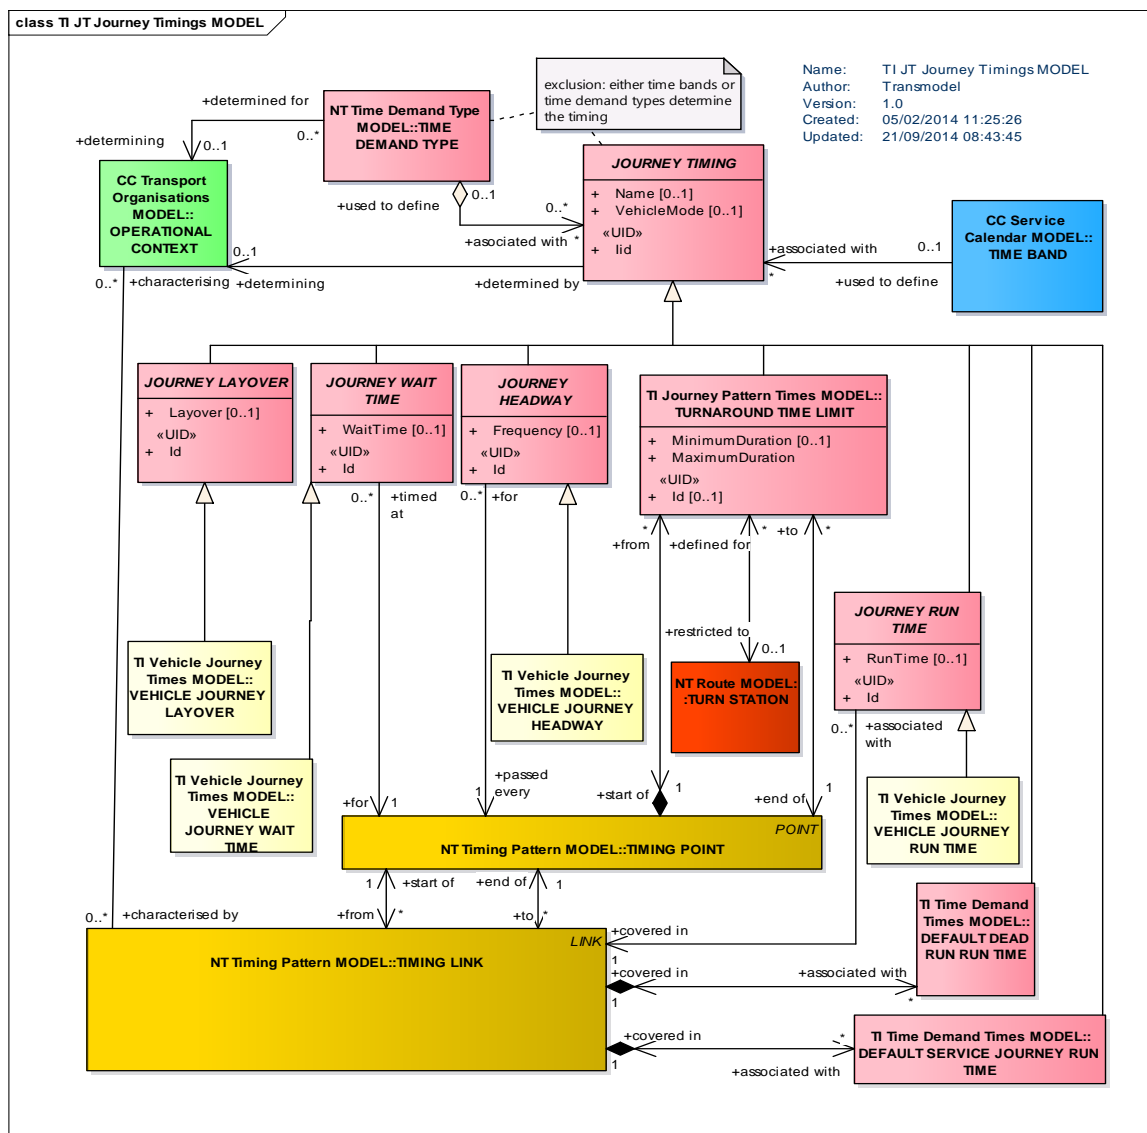 class TI JT Journey Timings MODEL
Name: TI JT Journey Timings MODEL
Author: Transmodel
Version: 1.0
Created: 05/02/2014 11:25:26
Updated: 21/09/2014 08:43:45
exclusion: either time bands or
time demand types determine
the timing
+determined for
0..*
NT Time Demand Type
MODEL::TIME
DEMAND TYPE
+determining
0..1
0..1
+used to define
0..*
+associated with *
CC Transport
Organisations
MODEL::
OPERATIONAL
CONTEXT
JOURNEY TIMING
+ Name [0..1]
+ VehicleMode [0..1]
«UID»
+ Iid
CC Service
Calendar MODEL::
TIME BAND
+associated with
0..1
*
+used to define
0..1
0..*
+characterising
+determining
+determined by
JOURNEY LAYOVER
+ Layover [0..1]
«UID»
+ Id
JOURNEY WAIT
TIME
+ WaitTime [0..1]
«UID»
+ Id
JOURNEY
HEADWAY
+ Frequency [0..1]
«UID»
+ Id
TI Journey Pattern Times MODEL::
TURNAROUND TIME LIMIT
+ MinimumDuration [0..1]
+ MaximumDuration
«UID»
+ Id [0..1]
0..*
+timed
at
0..*
+for
+from
*
+defined for
*
+to
*
JOURNEY RUN
TIME
+ RunTime [0..1]
«UID»
+ Id
+restricted to
0..1
TI Vehicle Journey
Times MODEL::
VEHICLE JOURNEY
LAYOVER
TI Vehicle Journey
Times MODEL::
VEHICLE JOURNEY
HEADWAY
NT Route MODEL:
:TURN STATION
0..*
+associated
with
TI Vehicle Journey
Times MODEL::
VEHICLE
JOURNEY WAIT
TIME
TI Vehicle Journey
Times MODEL::
VEHICLE JOURNEY
RUN TIME
+for
1
1
+passed
every
+start of
1
+end of
1
POINT
NT Timing Pattern MODEL::TIMING POINT
1
+start of
+end of
1
+from
*
+to
*
0..*
+characterised by
LINK
NT Timing Pattern MODEL::TIMING LINK
+covered in
1
TI Time Demand
Times MODEL::
DEFAULT DEAD
RUN RUN TIME
+covered in
1
+associated with
*
+covered in
1
*
+associated with
TI Time Demand Times MODEL::
DEFAULT SERVICE JOURNEY RUN
TIME